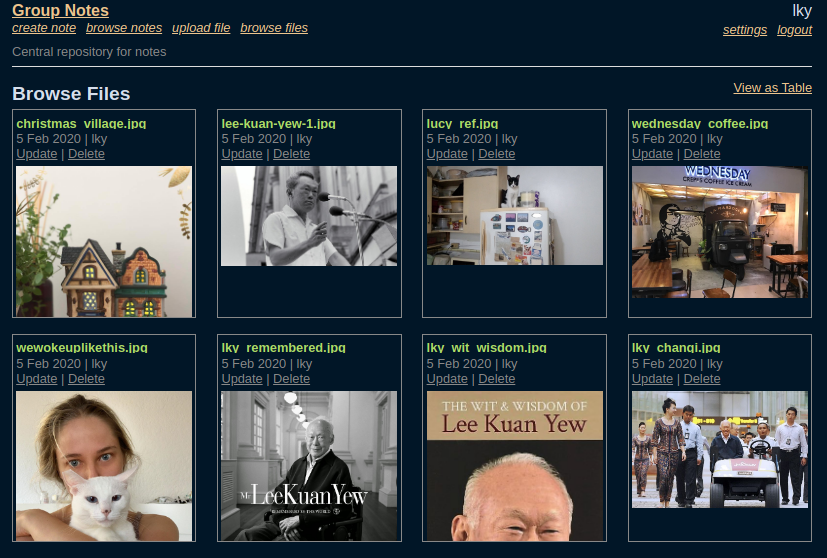 Group Notes
lky
create note browse notes upload file browse files
settings logout
Central repository for notes
Browse Files
View as Table
christmas_village.jpg
5 Feb 2020 | lky
Update | Delete
lee-kuan-yew-1.jpg
5 Feb 2020 | lky
Update | Delete
lucy_ref.jpg
5 Feb 2020 | lky
Update | Delete
wednesday_coffee.jpg
5 Feb 2020 | lky
Update | Delete
WEDNESDAY
wewokeuplikethis.jpg
5 Feb 2020 | lky
Update | Delete
lky_remembered.jpg
5 Feb 2020 | lky
Update | Delete
Mr LeeKuanYew
lky_wit_wisdom.jpg
5 Feb 2020 | lky
Update | Delete
THE WIT & WISDOM OF
Lee Kuan Yew
lky_changi.jpg
5 Feb 2020 | lky
Update | Delete